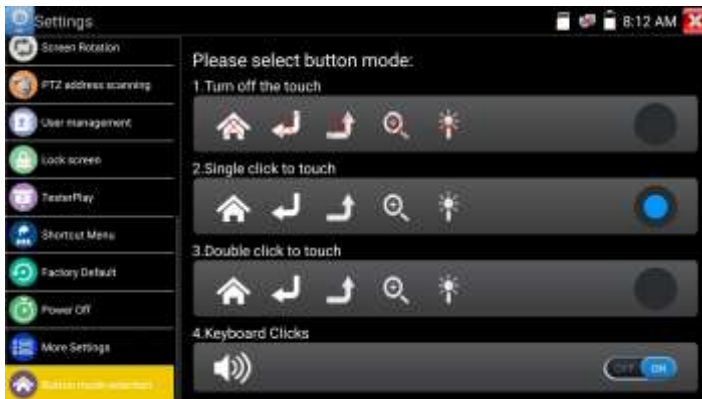 Settings
8:12 AM
Screen Rotation
PTZ address scanning
User management
Lock screen
TesterPlay
Shortcut Menu
Factory Default
Power Off
More Settings
Button mode selection
Please select button mode:
1.Turn off the touch
2.Single click to touch
3.Double click to touch
4.Keyboard Clicks
OFF ON